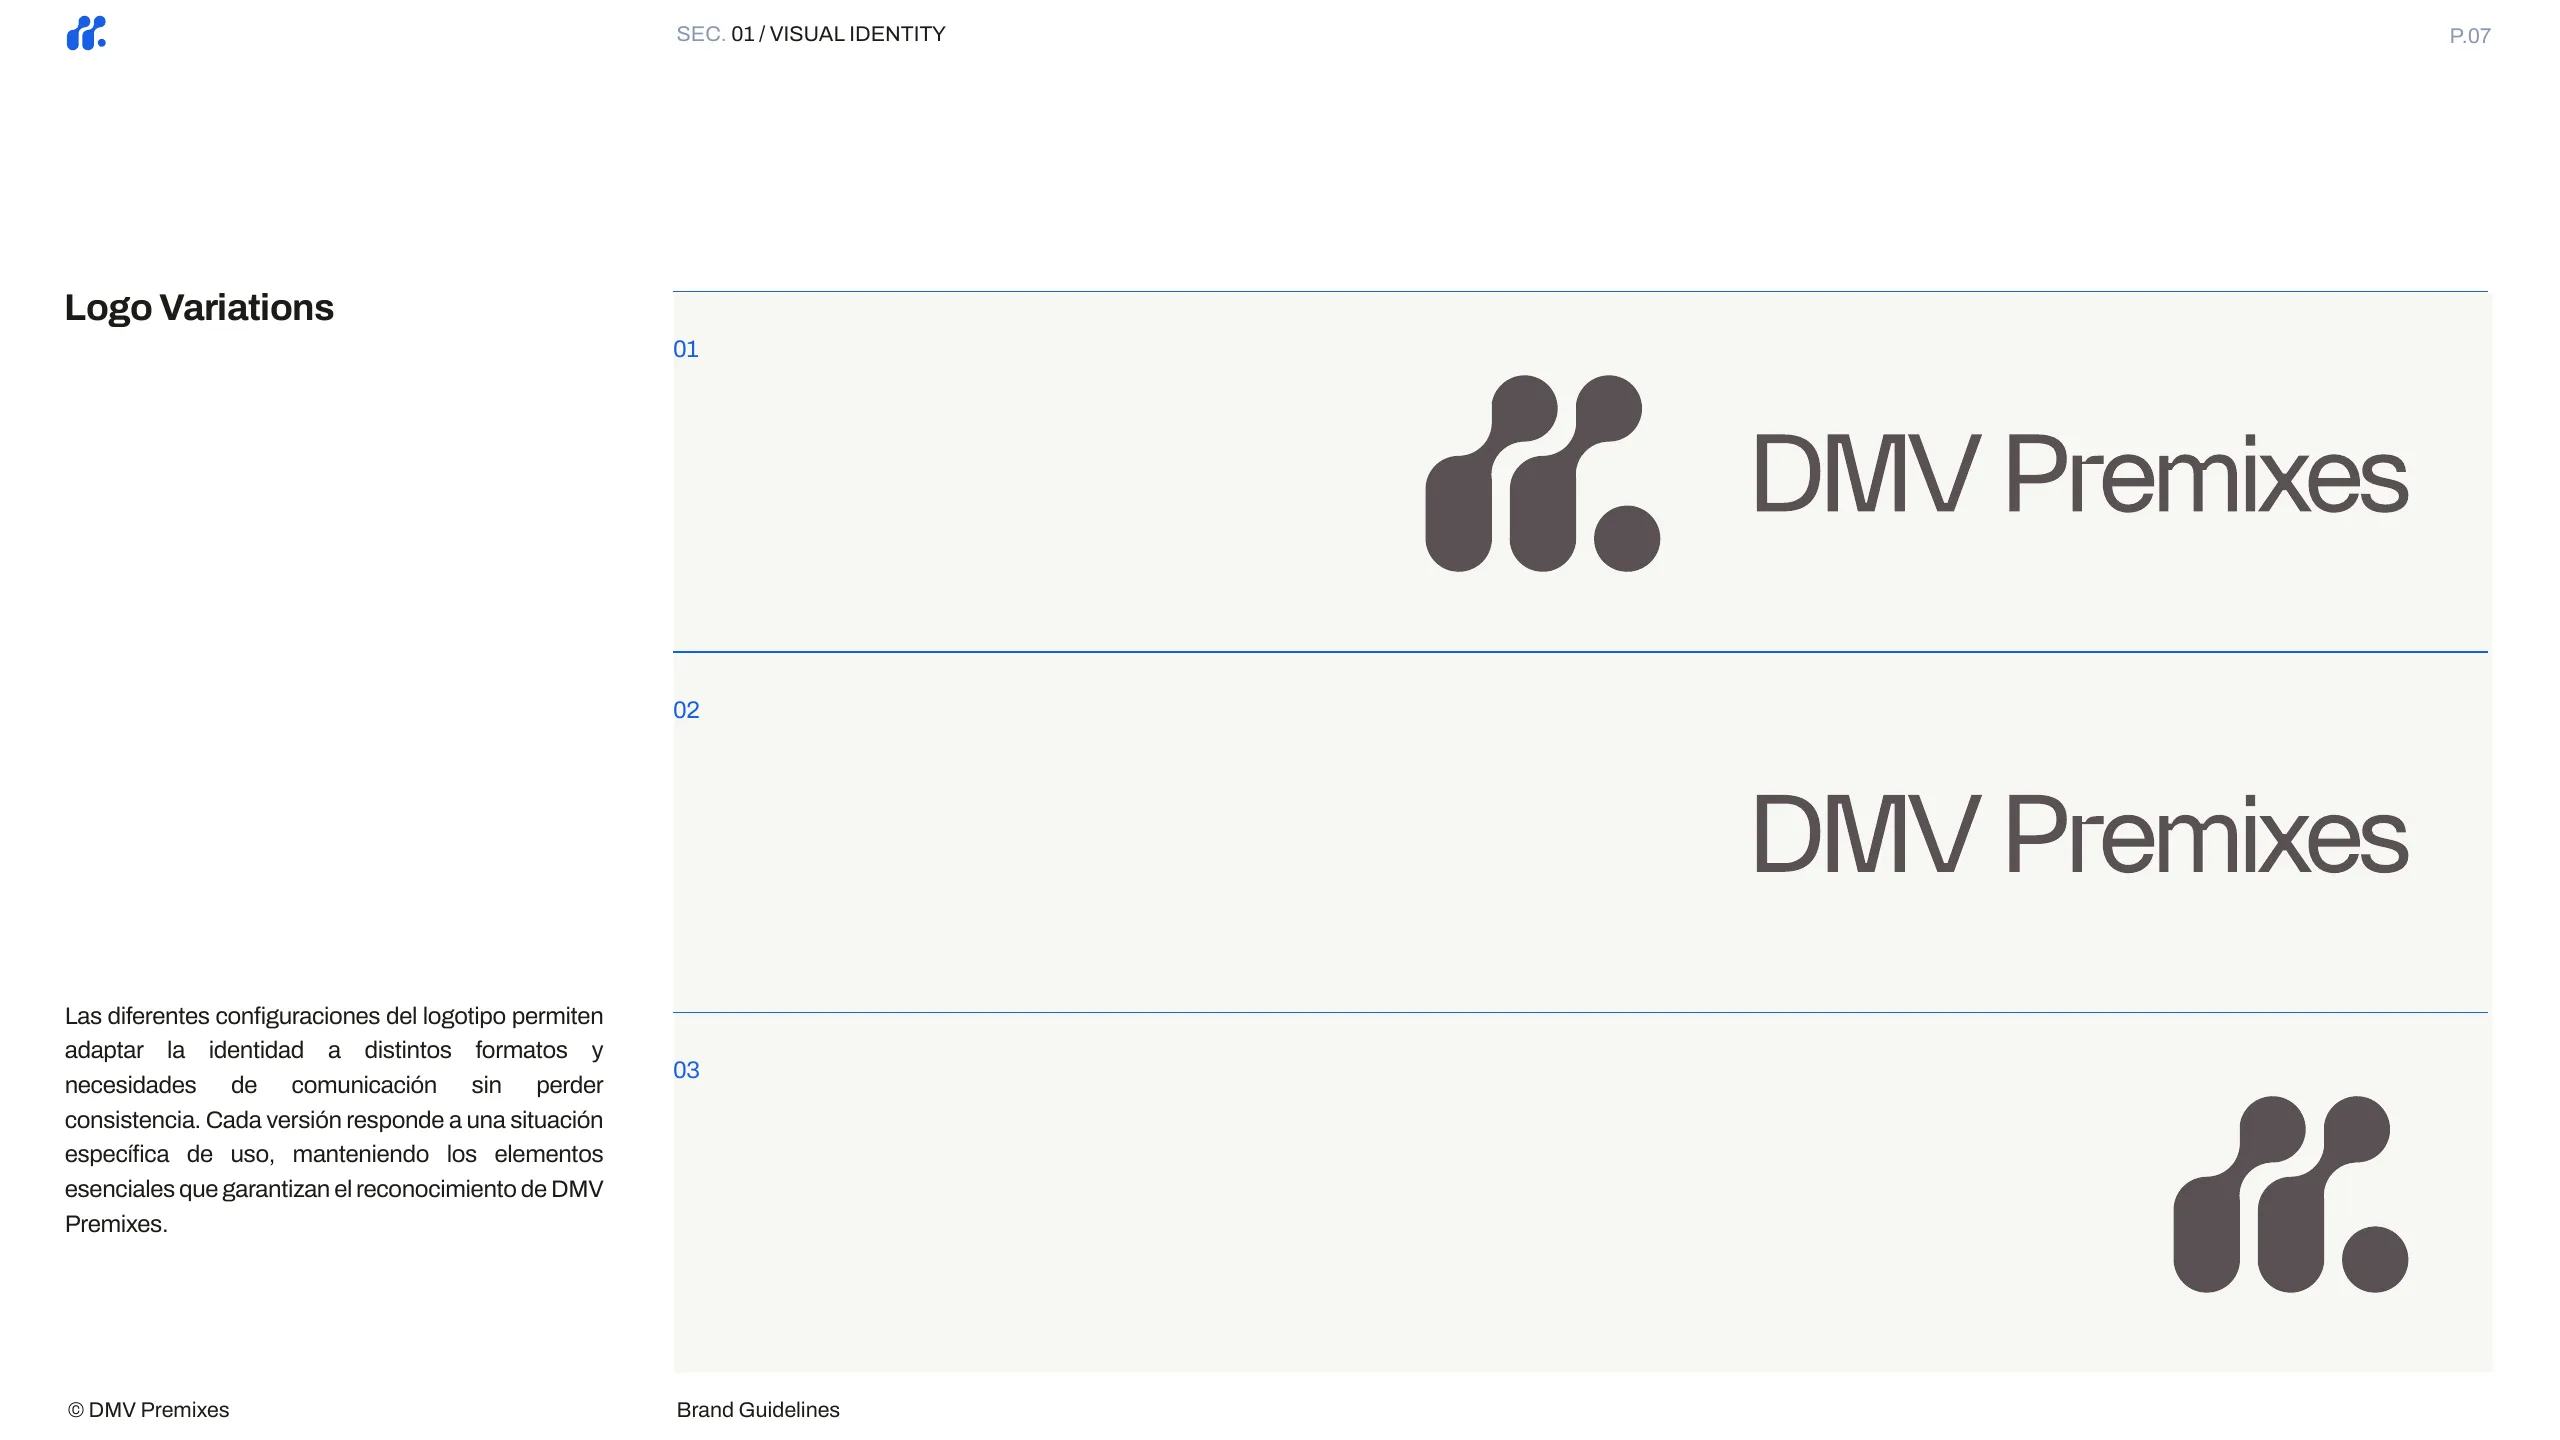 SEC. 01 / VISUAL IDENTITY
P.07
Logo Variations
01
DMV Premixes
02
DMV Premixes
03
Las diferentes configuraciones del logotipo permiten
adaptar la identidad a distintos formatos y
necesidades de comunicación sin perder
consistencia. Cada versión responde a una situación
específica de uso, manteniendo los elementos
esenciales que garantizan el reconocimiento de DMV
Premixes.
© DMV Premixes
Brand Guidelines